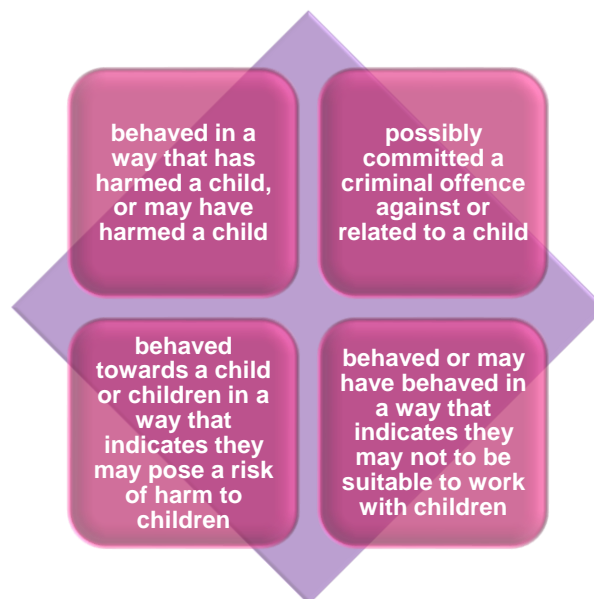 behaved in a
way that has
harmed a child,
or may have
harmed a child
possibly
committed a
criminal offence
against or
related to a child
behaved
towards a child
or children in a
way that
indicates they
may pose a risk
of harm to
children
behaved or may
have behaved in
a way that
indicates they
may not to be
suitable to work
with children